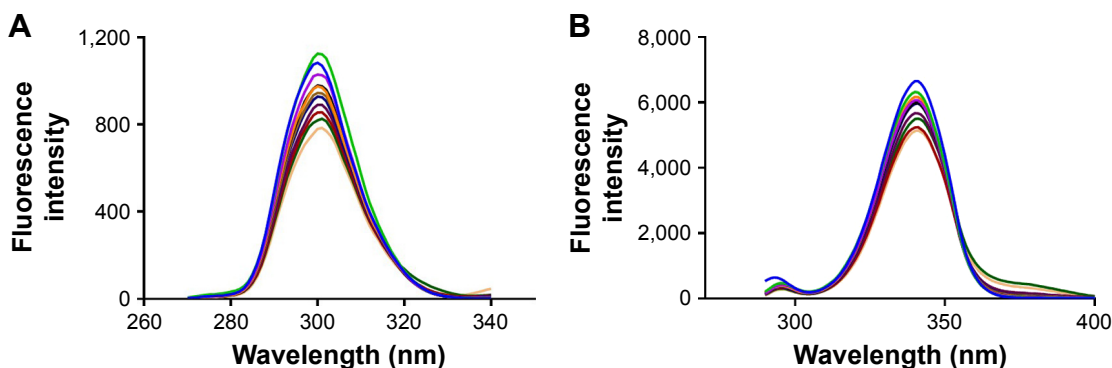 A
1,200
800
400
0
Fluorescence
intensity
260
280
300
320
340
Wavelength (nm)
B
8,000
6,000
4,000
2,000
0
Fluorescence
intensity
300
350
400
Wavelength (nm)